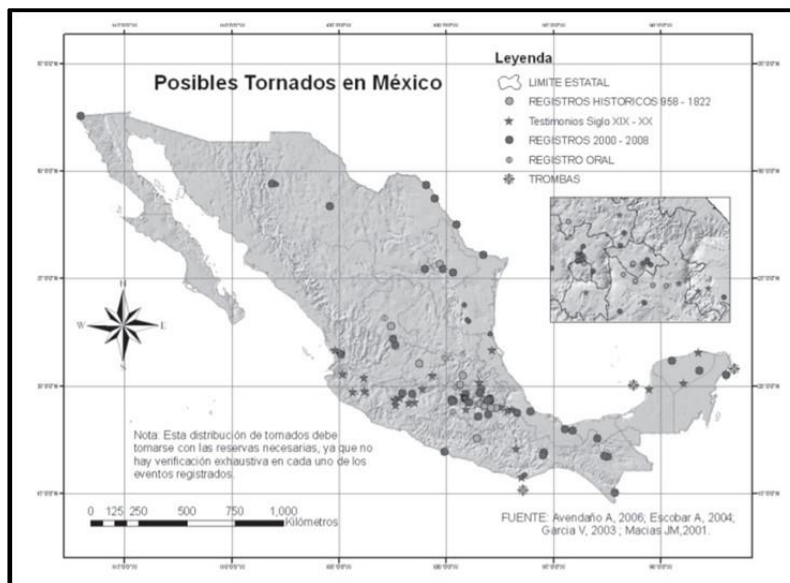 Posibles Tornados en México
Leyenda
LIMITE ESTATAL
REGISTROS HISTORICOS 958 - 1822
Testimonios Siglo XIX - XX
REGISTROS 2000 - 2008
REGISTRO ORAL
TROMBAS
N
W
E
S
Nota: Esta distribución de tornados debe
tomarse con las reservas necesarias, ya que no
hay verificación exhaustiva en cada uno de los
eventos registrados.
0 125 250 500 750 1,000
Kilómetros
FUENTE: Avendaño A, 2006; Escobar A, 2004;
Garcia V, 2003 ; Macias JM,2001.